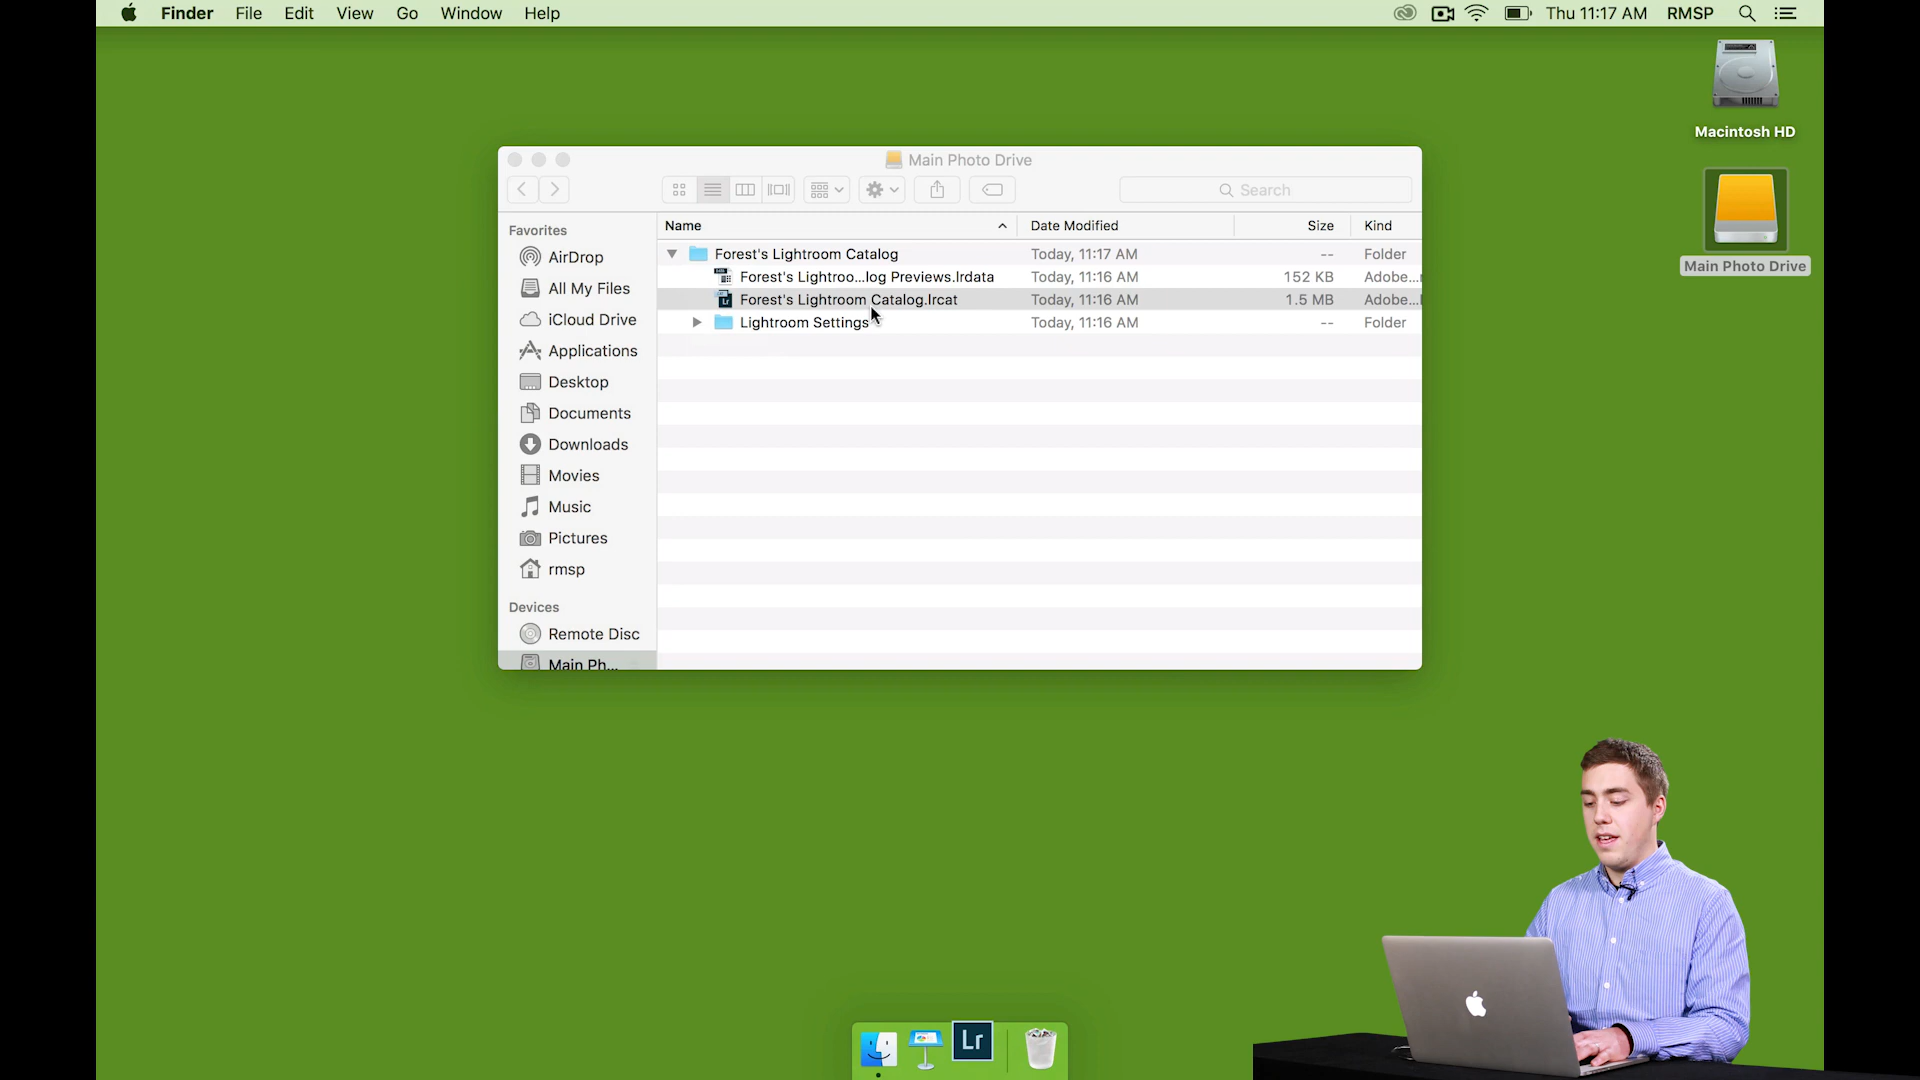 Finder File Edit View Go Window Help
Thu 11:17 AM RMSP
Macintosh HD
Main Photo Drive
Main Photo Drive
Search
Favorites
AirDrop
All My Files
iCloud Drive
Applications
Desktop
Documents
Downloads
Movies
Music
Pictures
rmsp
Devices
Remote Disc
Main Ph...
Name Date Modified Size Kind
Forest's Lightroom Catalog Today, 11:17 AM -- Folder
Forest's Lightroo...log Previews.lrdata Today, 11:16 AM 152 KB Adobe...
Forest's Lightroom Catalog.lrcat Today, 11:16 AM 1.5 MB Adobe...
Lightroom Settings Today, 11:16 AM -- Folder
Lr